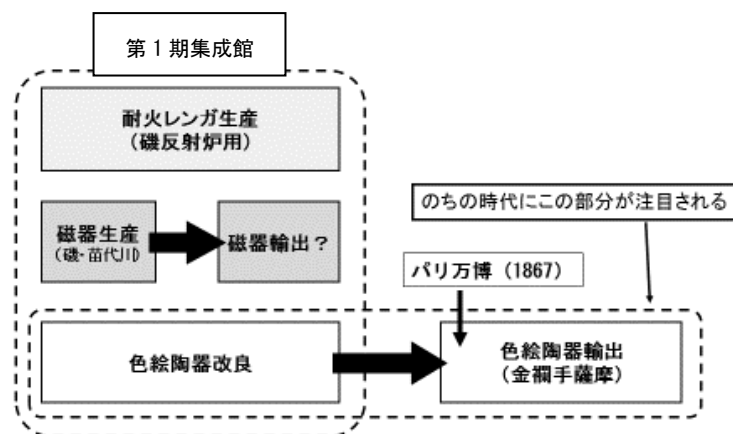 第1期集成館
耐火レンガ生産
(磯反射炉用)
のちの時代にこの部分が注目される
磁器生産
(磯・苗代川)
磁器輸出?
パリ万博 (1867)
色絵陶器改良
色絵陶器輸出
(金襴手薩摩)